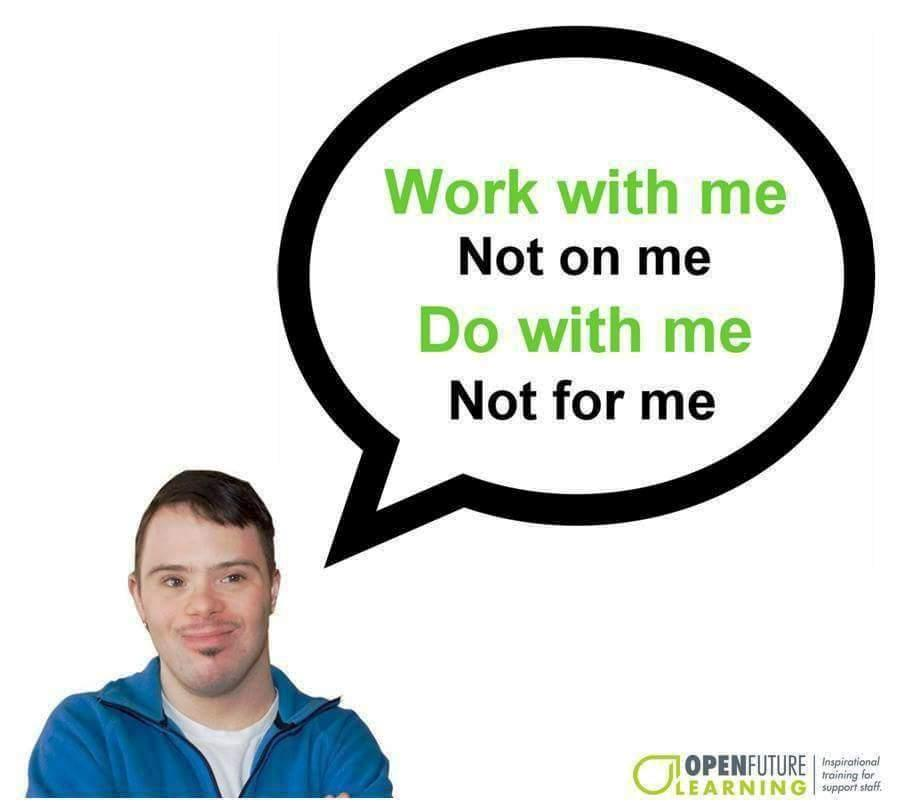 Work with me
Not on me
Do with me
Not for me
OPENFUTURE
LEARNING
Inspirational
training for
support staff.